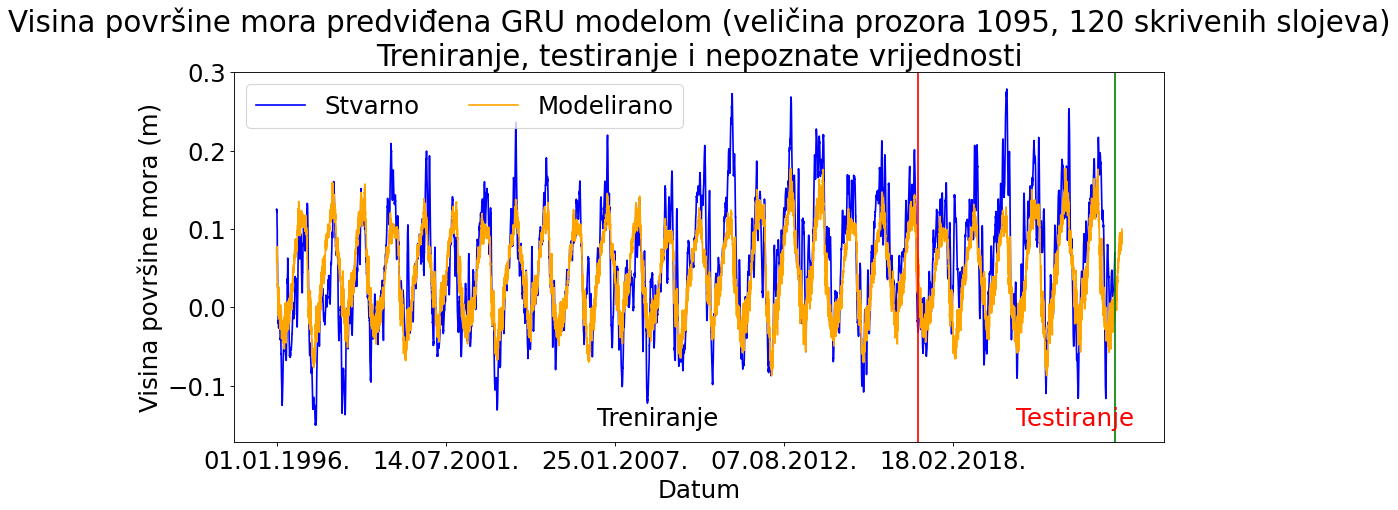 Visina površine mora predviđena GRU modelom (veličina prozora 1095, 120 skrivenih slojeva)
Treniranje, testiranje i nepoznate vrijednosti
Stvarno
Modelirano
Visina površine mora (m)
0.3
0.2
0.1
0.0
−0.1
Treniranje
Testiranje
01.01.1996.
14.07.2001.
25.01.2007.
07.08.2012.
18.02.2018.
Datum